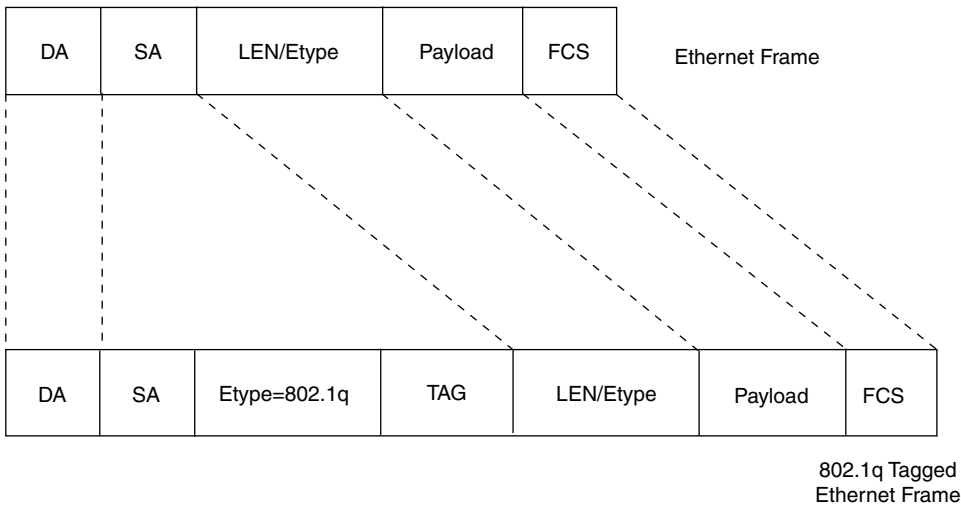 DA SA LEN/Etype Payload FCS Ethernet Frame
DA SA Etype=802.1q TAG LEN/Etype Payload FCS
802.1q Tagged
Ethernet Frame